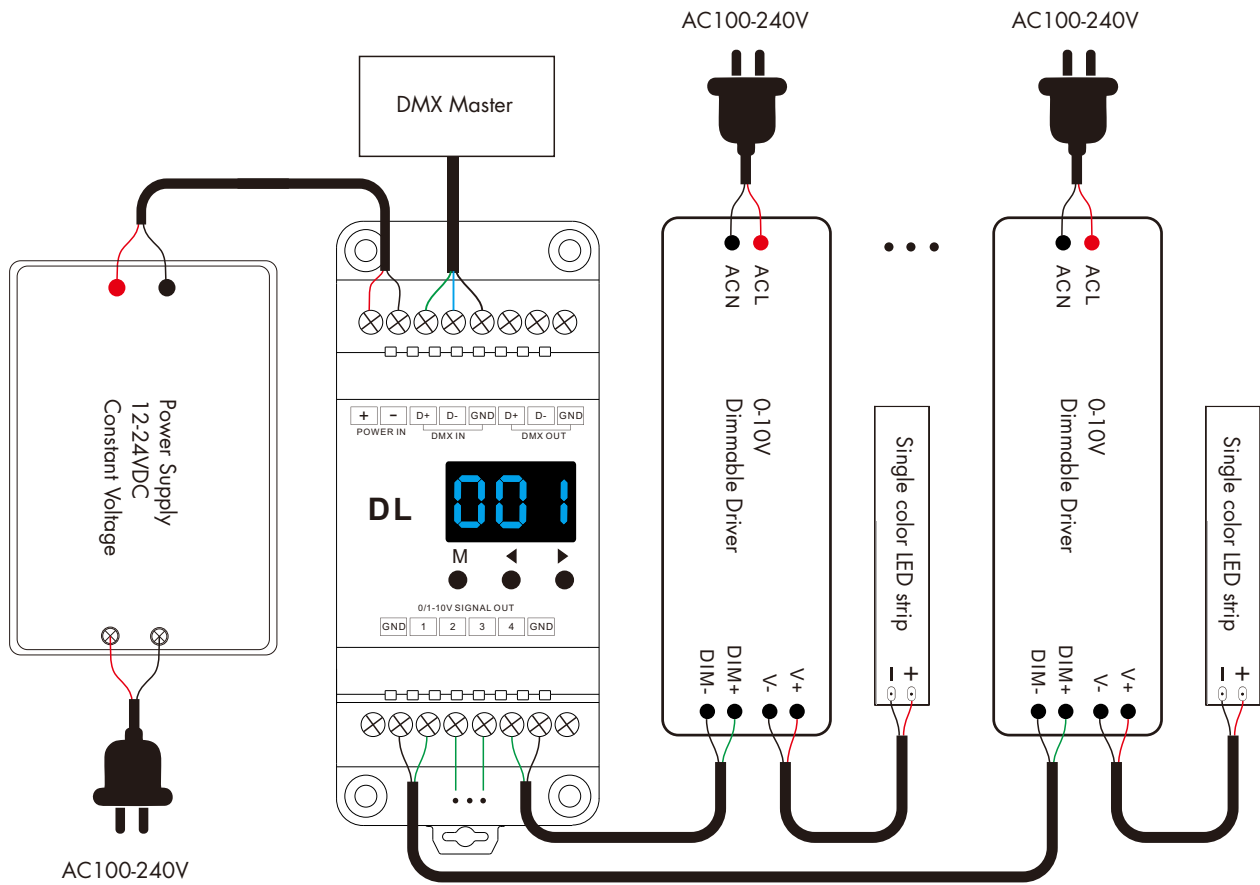 AC100-240V
AC100-240V
DMX Master
ACN
ACL
ACN
ACL
Power Supply
12-24VDC
Constant Voltage
+ - D+ D- GND D+ D- GND
POWER IN DMX IN DMX OUT
DL
001
M ◀ ▶
0/1-10V SIGNAL OUT
GND 1 2 3 4 GND
0-10V
Dimmable Driver
Single color LED strip
- +
0-10V
Dimmable Driver
Single color LED strip
- +
DIM-
DIM+
V-
V+
DIM-
DIM+
V-
V+
AC100-240V